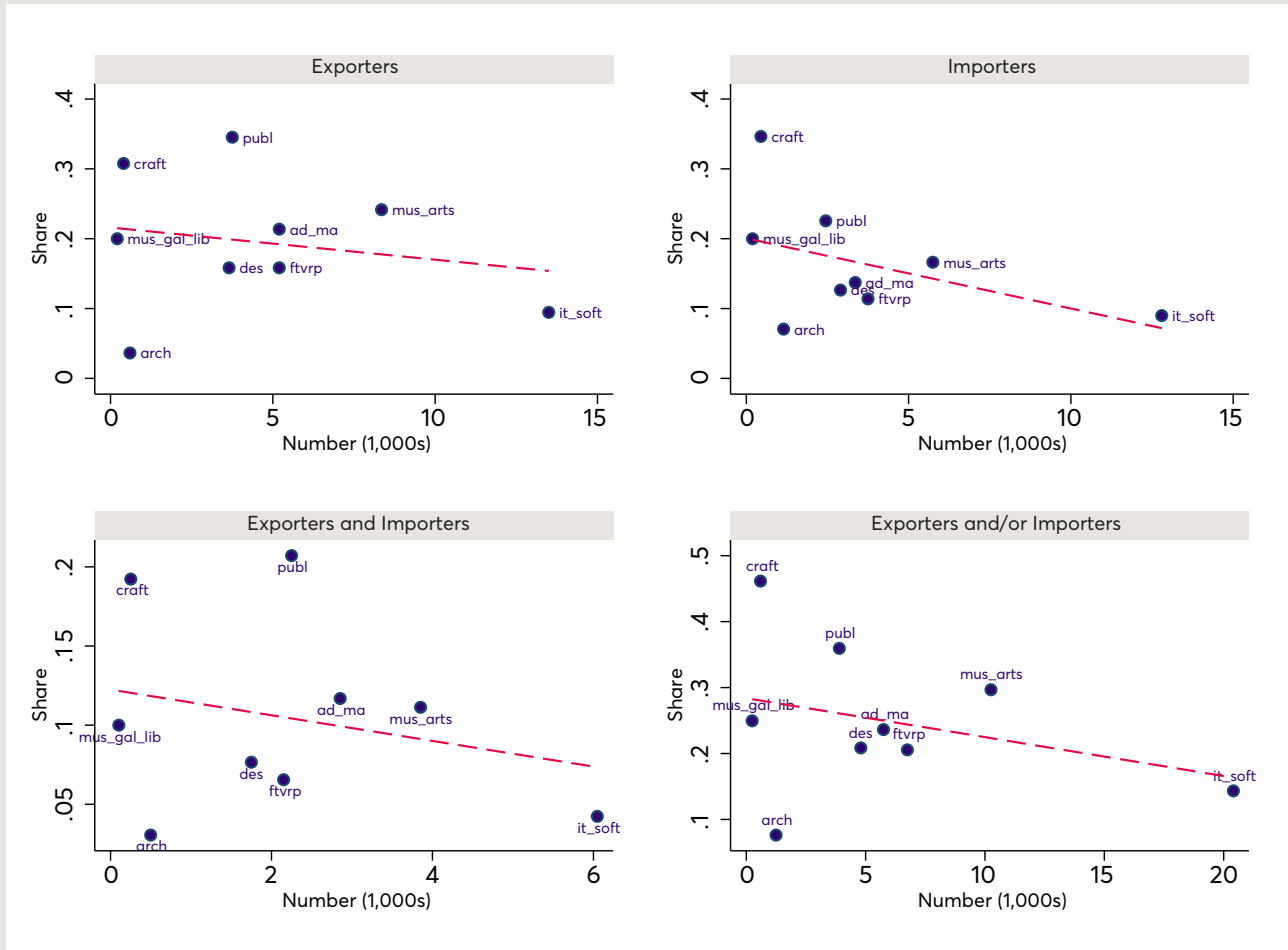 Exporters
.4
.3
.2
.1
0
Share
publ
craft
mus_arts
ad_ma
mus_gal_lib
des
ftvrp
it_soft
arch
0 5 10 15
Number (1,000s)
Importers
.4
.3
.2
.1
0
Share
craft
publ
mus_gal_lib
mus_arts
ad_ma
des
ftvrp
it_soft
arch
0 5 10 15
Number (1,000s)
Exporters and Importers
.2
.15
.1
.05
Share
publ
craft
ad_ma
mus_arts
mus_gal_lib
des
ftvrp
it_soft
arch
0 2 4 6
Number (1,000s)
Exporters and/or Importers
.5
.4
.3
.2
.1
Share
craft
publ
mus_arts
mus_gal_lib
ad_ma
des
ftvrp
it_soft
arch
0 5 10 15 20
Number (1,000s)